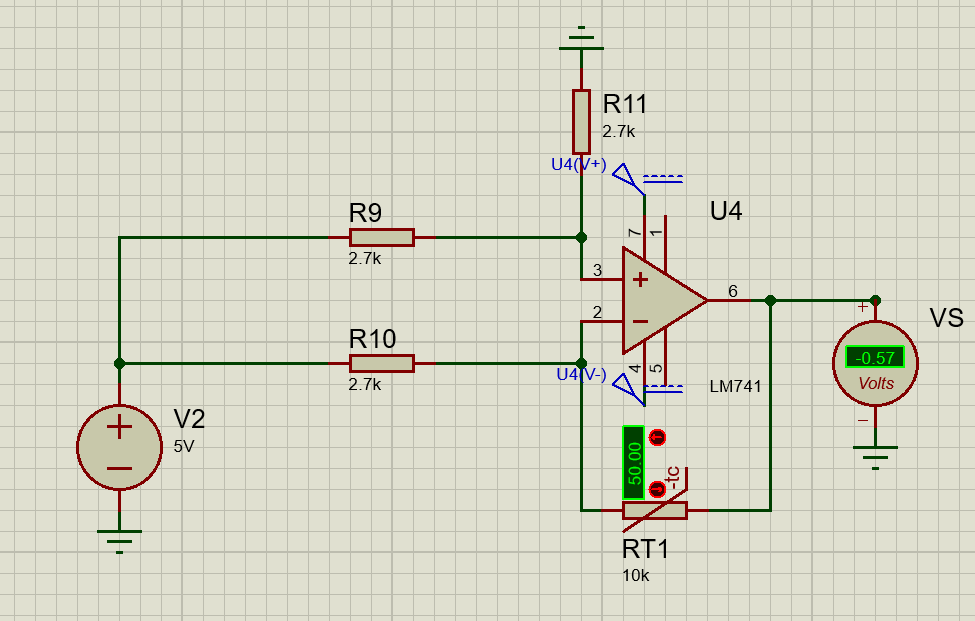 R11
2.7k
U4(V+)
R9
2.7k
U4
7
1
3
2
6
+
VS
-0.57
Volts
R10
2.7k
U4(V-)
4
5
LM741
V2
5V
50.00
-tc
RT1
10k